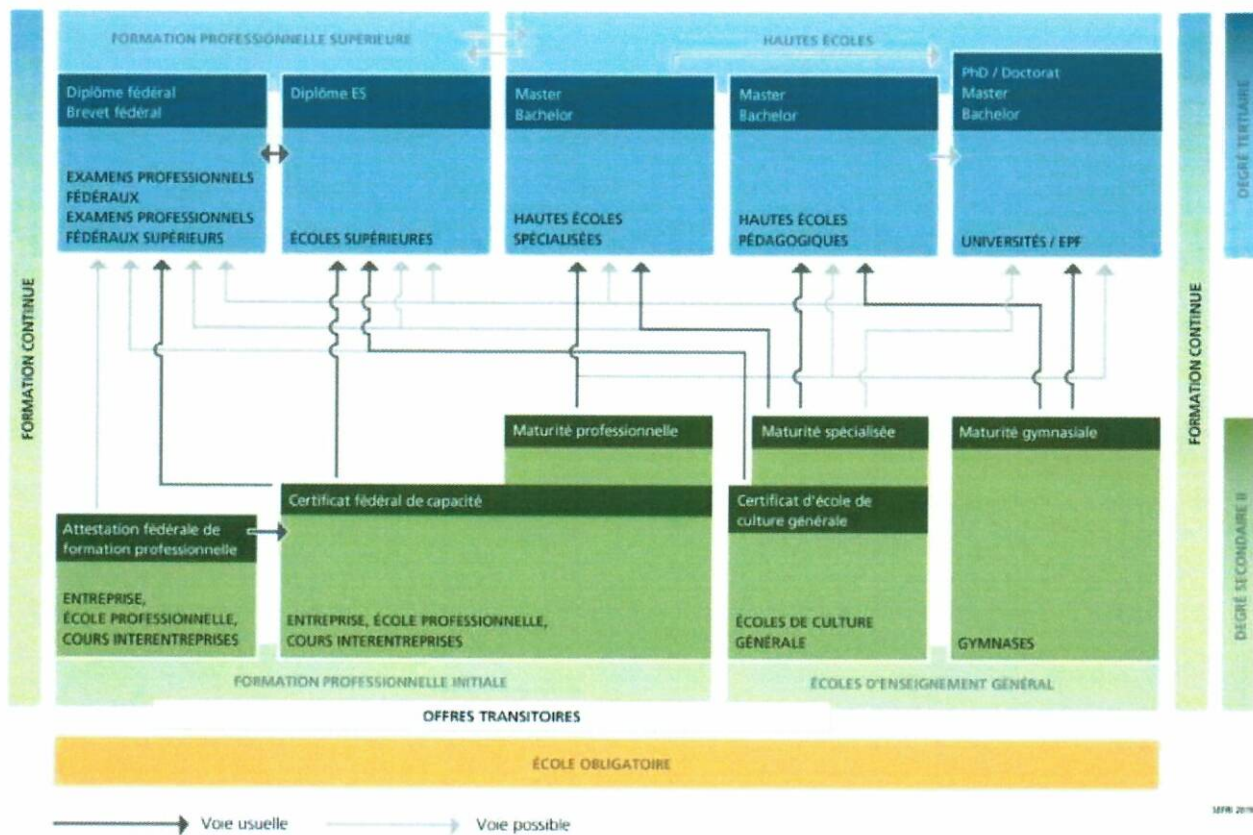 FORMATION PROFESSIONNELLE SUPÉRIEURE
HAUTES ÉCOLES
Diplôme fédéral
Brevet fédéral
EXAMENS PROFESSIONNELS
FÉDÉRAUX
EXAMENS PROFESSIONNELS
FÉDÉRAUX SUPÉRIEURS
Diplôme ES
ÉCOLES SUPÉRIEURES
Master
Bachelor
HAUTES ÉCOLES
SPÉCIALISÉES
Master
Bachelor
HAUTES ÉCOLES
PÉDAGOGIQUES
PhD / Doctorat
Master
Bachelor
UNIVERSITÉS / EPF
FORMATION CONTINUE
FORMATION CONTINUE
DEGRÉ TERTIAIRE
DEGRÉ SECONDAIRE II
Maturité professionnelle
Maturité spécialisée
Maturité gymnasiale
Certificat fédéral de capacité
Certificat d'école de
culture générale
Attestation fédérale de
formation professionnelle
ENTREPRISE,
ÉCOLE PROFESSIONNELLE,
COURS INTERENTREPRISES
ENTREPRISE, ÉCOLE PROFESSIONNELLE,
COURS INTERENTREPRISES
ÉCOLES DE CULTURE
GÉNÉRALE
GYMNASES
FORMATION PROFESSIONNELLE INITIALE
ÉCOLES D'ENSEIGNEMENT GÉNÉRAL
OFFRES TRANSITOIRES
ÉCOLE OBLIGATOIRE
Voie usuelle
Voie possible
SEFRI 2019